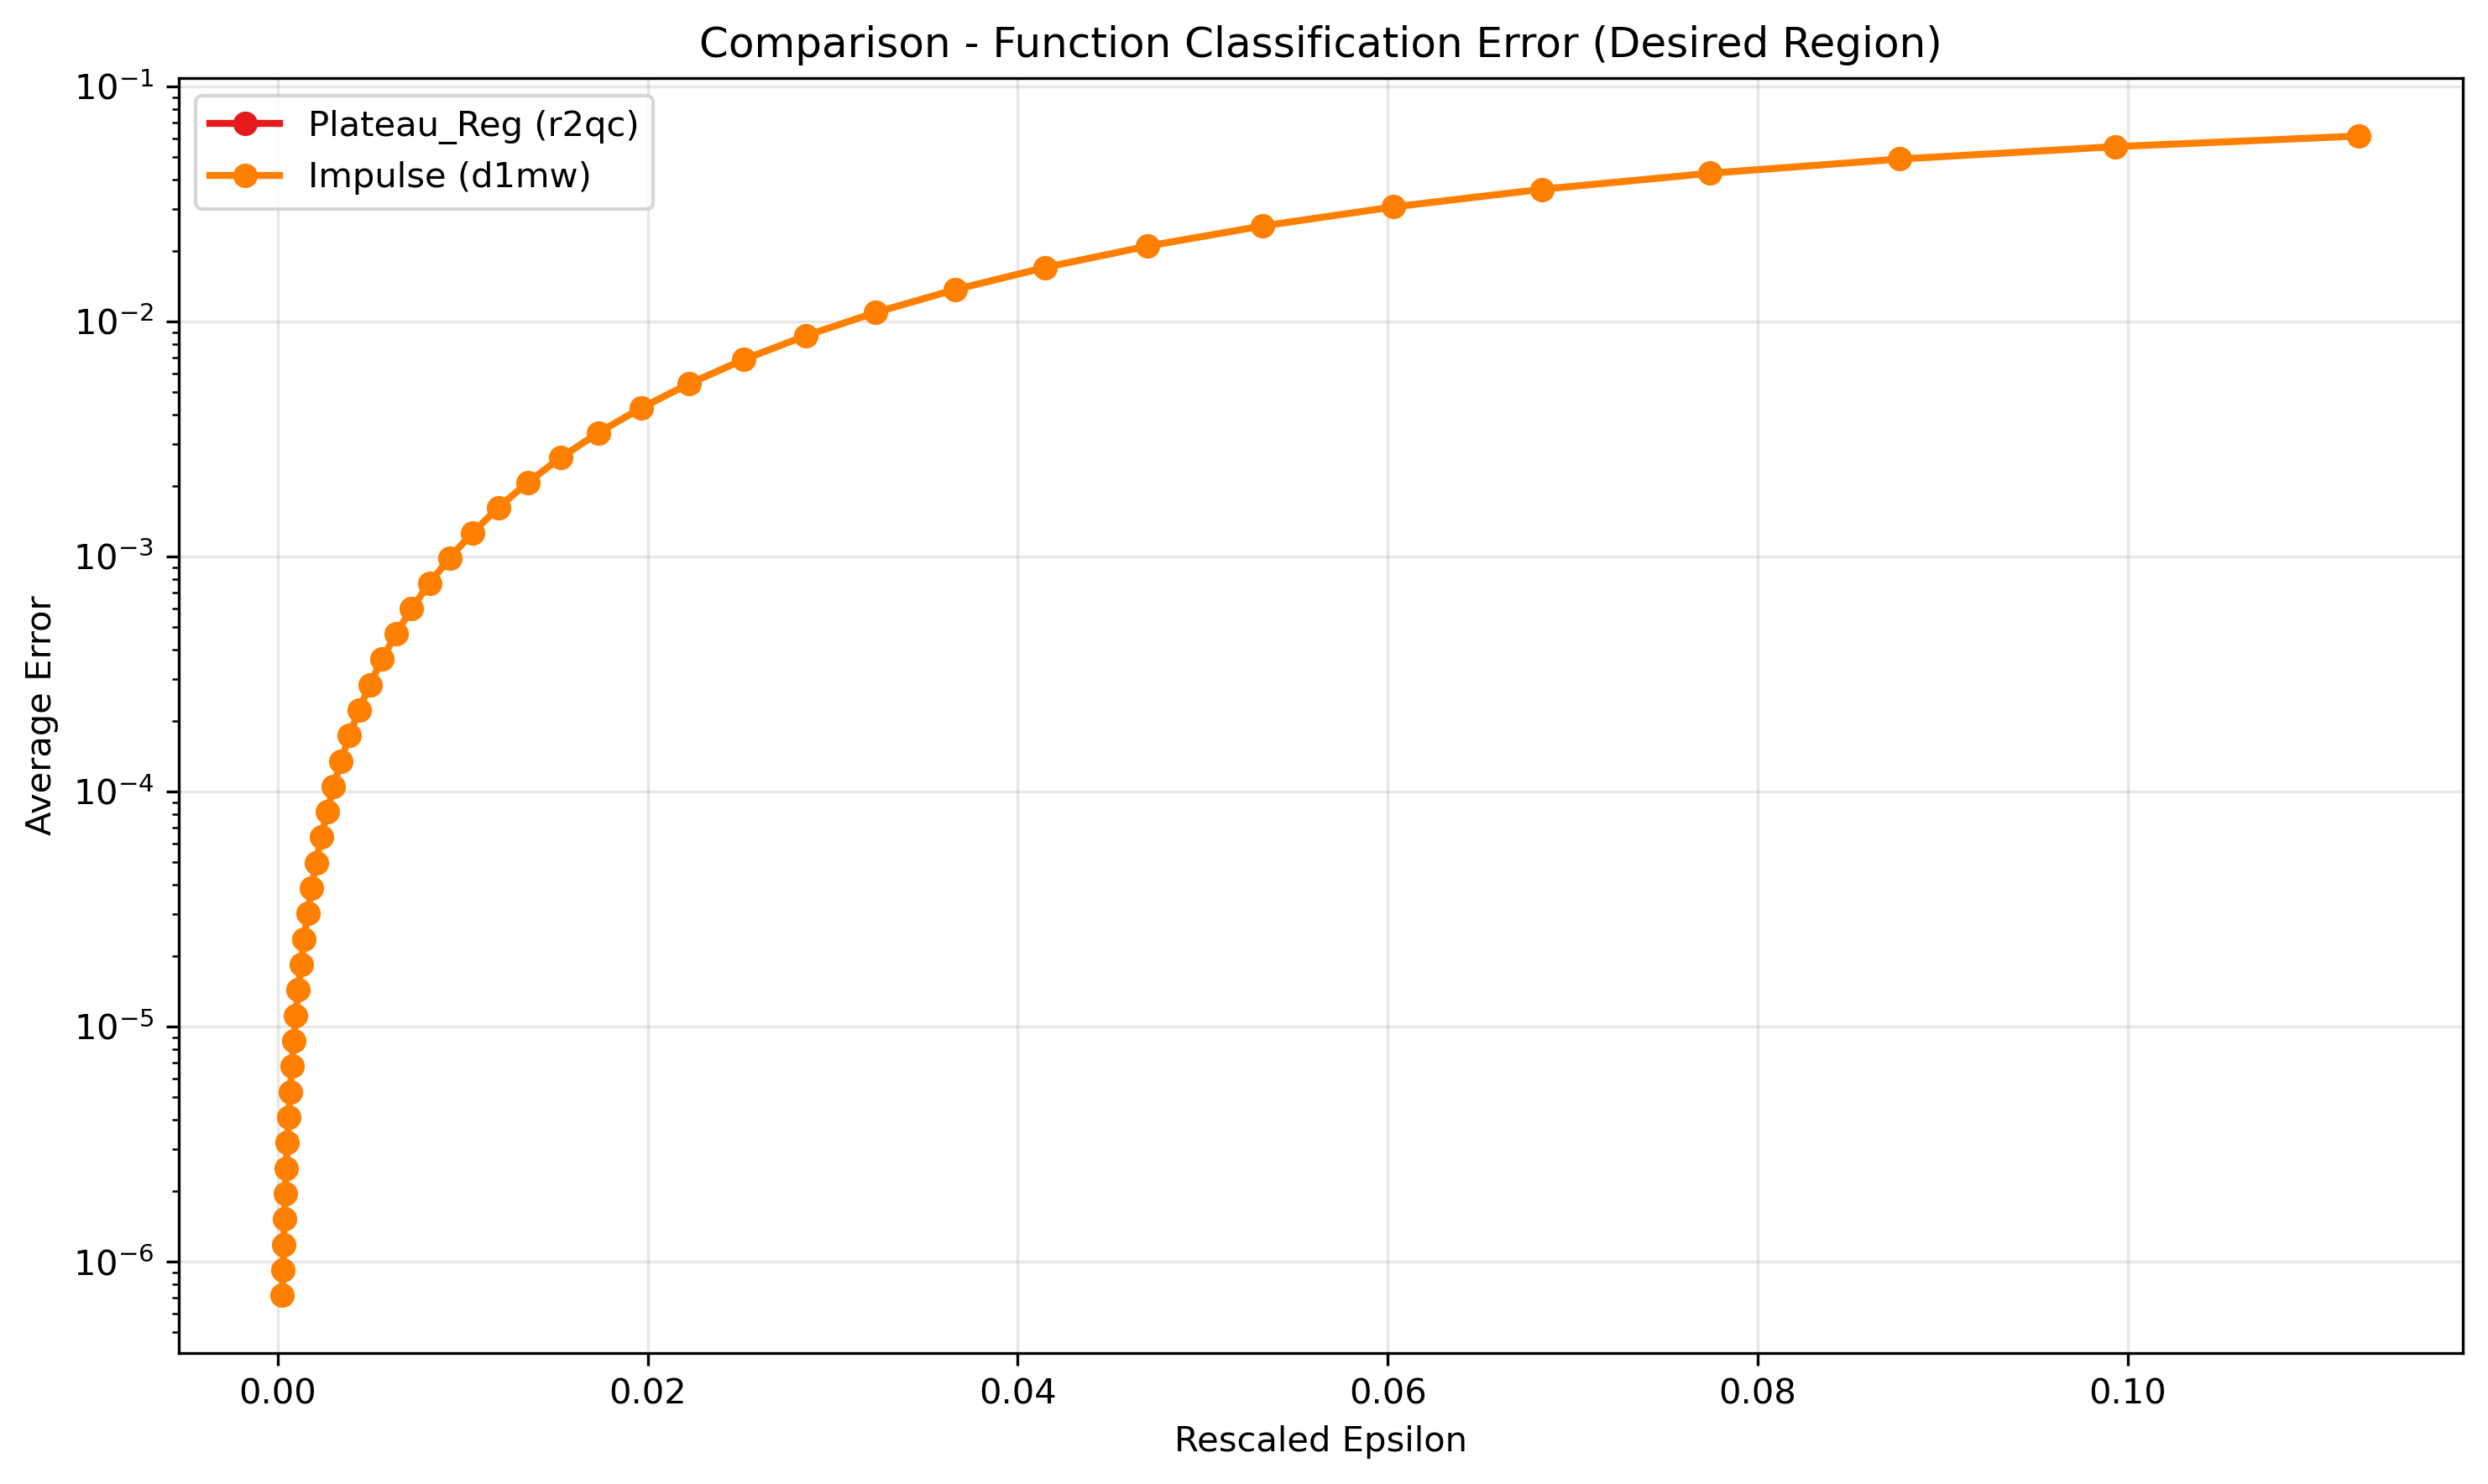 Comparison - Function Classification Error (Desired Region)
Plateau_Reg (r2qc)
Impulse (d1mw)
Average Error
10⁻¹
10⁻²
10⁻³
10⁻⁴
10⁻⁵
10⁻⁶
0.00 0.02 0.04 0.06 0.08 0.10
Rescaled Epsilon